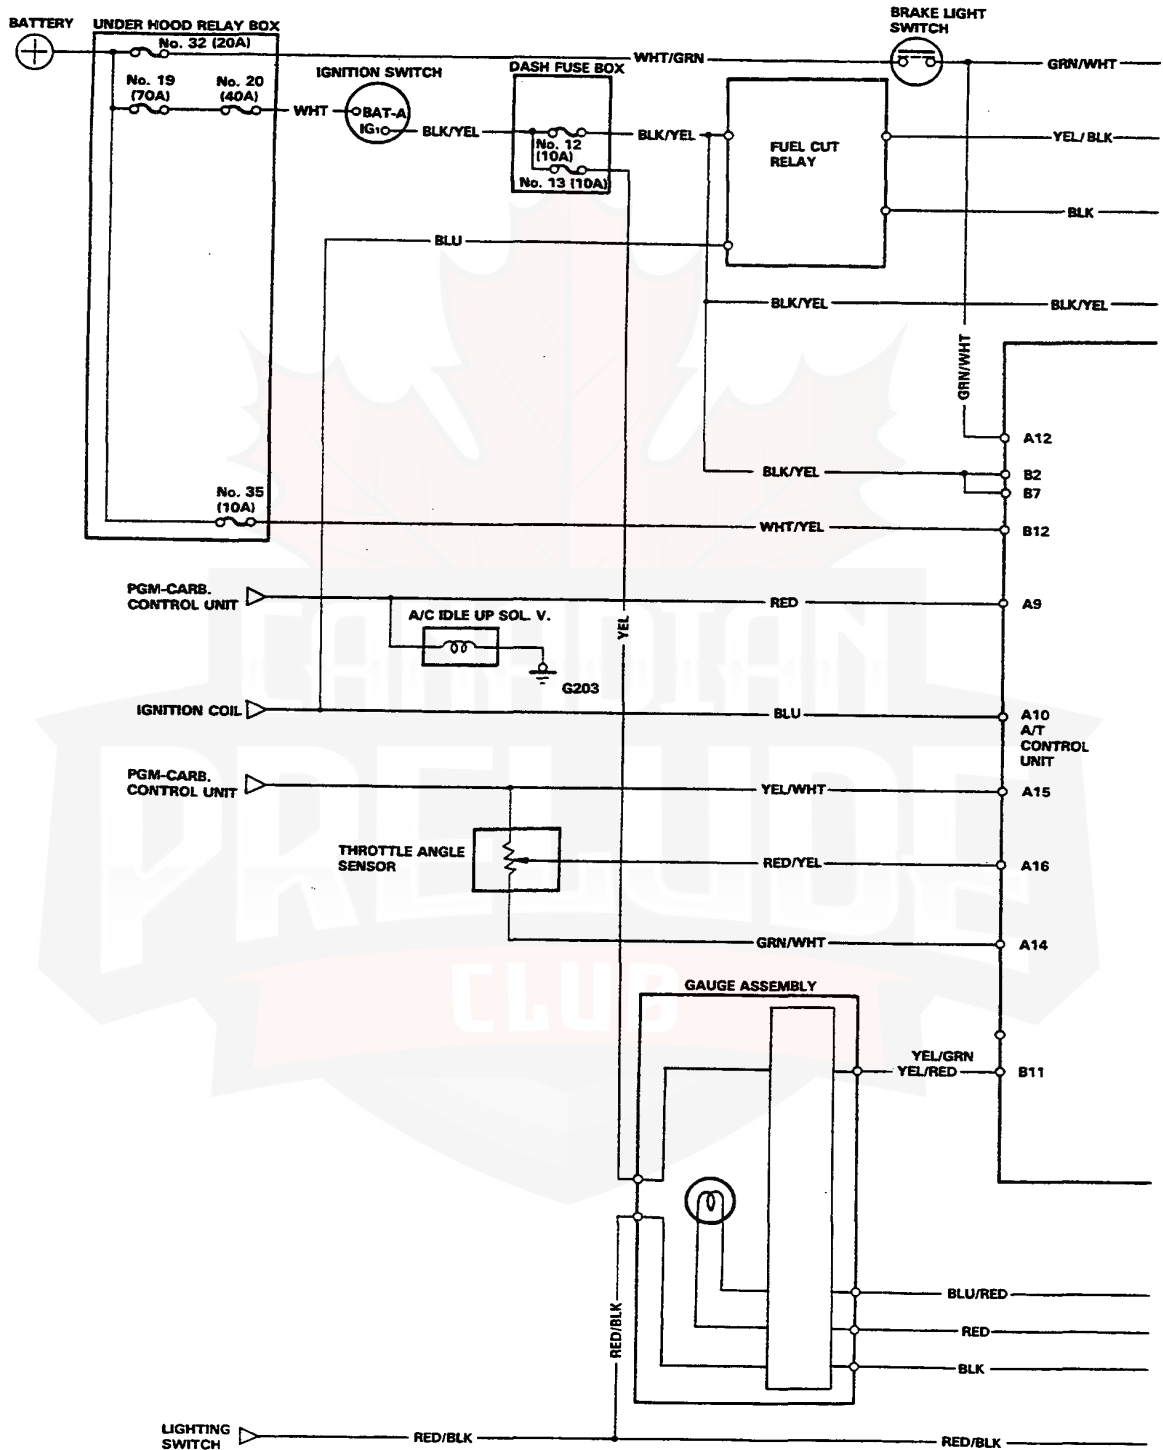 BATTERY
UNDER HOOD RELAY BOX
No. 32 (20A)
No. 19
(70A)
No. 20
(40A)
WHT
IGNITION SWITCH
BAT-A
IG1
BLK/YEL
DASH FUSE BOX
No. 12
(10A)
No. 13 (10A)
WHT/GRN
BRAKE LIGHT
SWITCH
GRN/WHT
BLK/YEL
FUEL CUT
RELAY
YEL/BLK
BLK
BLU
BLK/YEL
BLK/YEL
GRN/WHT
A12
BLK/YEL
B2
B7
No. 35
(10A)
WHT/YEL
B12
PGM-CARB.
CONTROL UNIT
RED
A9
A/C IDLE UP SOL. V.
G203
YEL
IGNITION COIL
BLU
A10
A/T
CONTROL
UNIT
PGM-CARB.
CONTROL UNIT
YEL/WHT
A15
THROTTLE ANGLE
SENSOR
RED/YEL
A16
GRN/WHT
A14
GAUGE ASSEMBLY
YEL/GRN
YEL/RED
B11
BLU/RED
RED
BLK
RED/BLK
LIGHTING
SWITCH
RED/BLK
RED/BLK
CANADIAN
PRELUDE
CLUB